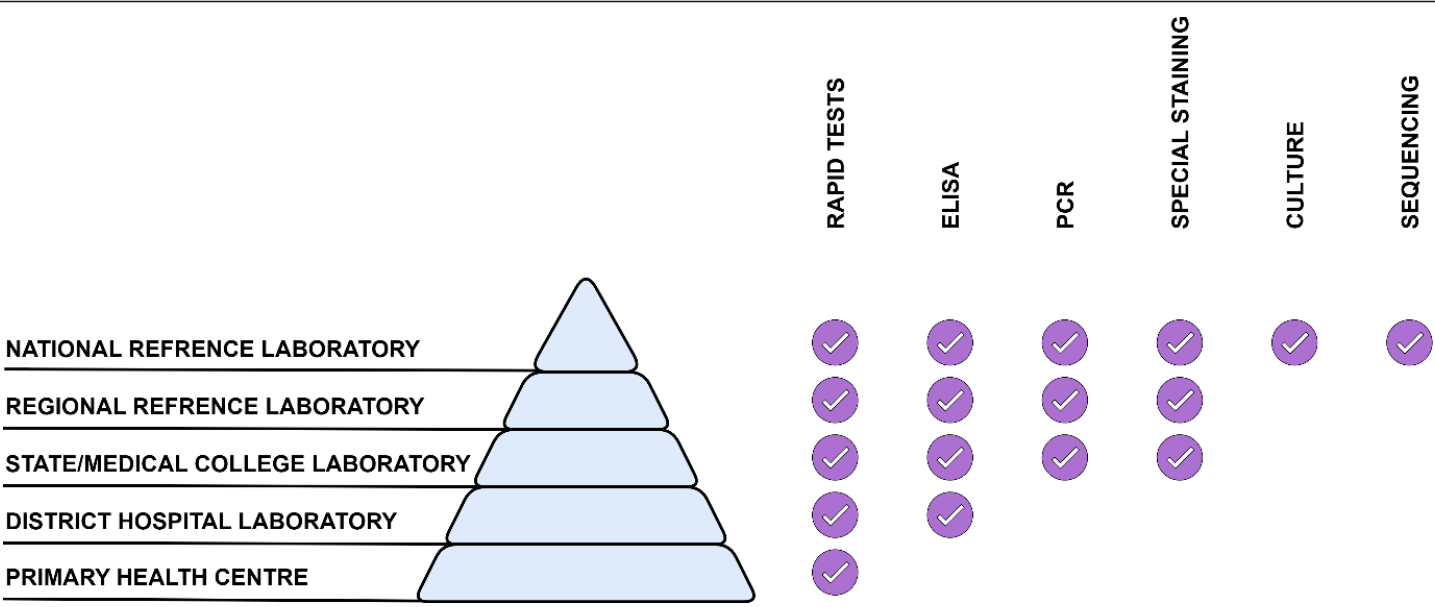 RAPID TESTS
ELISA
PCR
SPECIAL STAINING
CULTURE
SEQUENCING
NATIONAL REFRENCE LABORATORY
REGIONAL REFRENCE LABORATORY
STATE/MEDICAL COLLEGE LABORATORY
DISTRICT HOSPITAL LABORATORY
PRIMARY HEALTH CENTRE